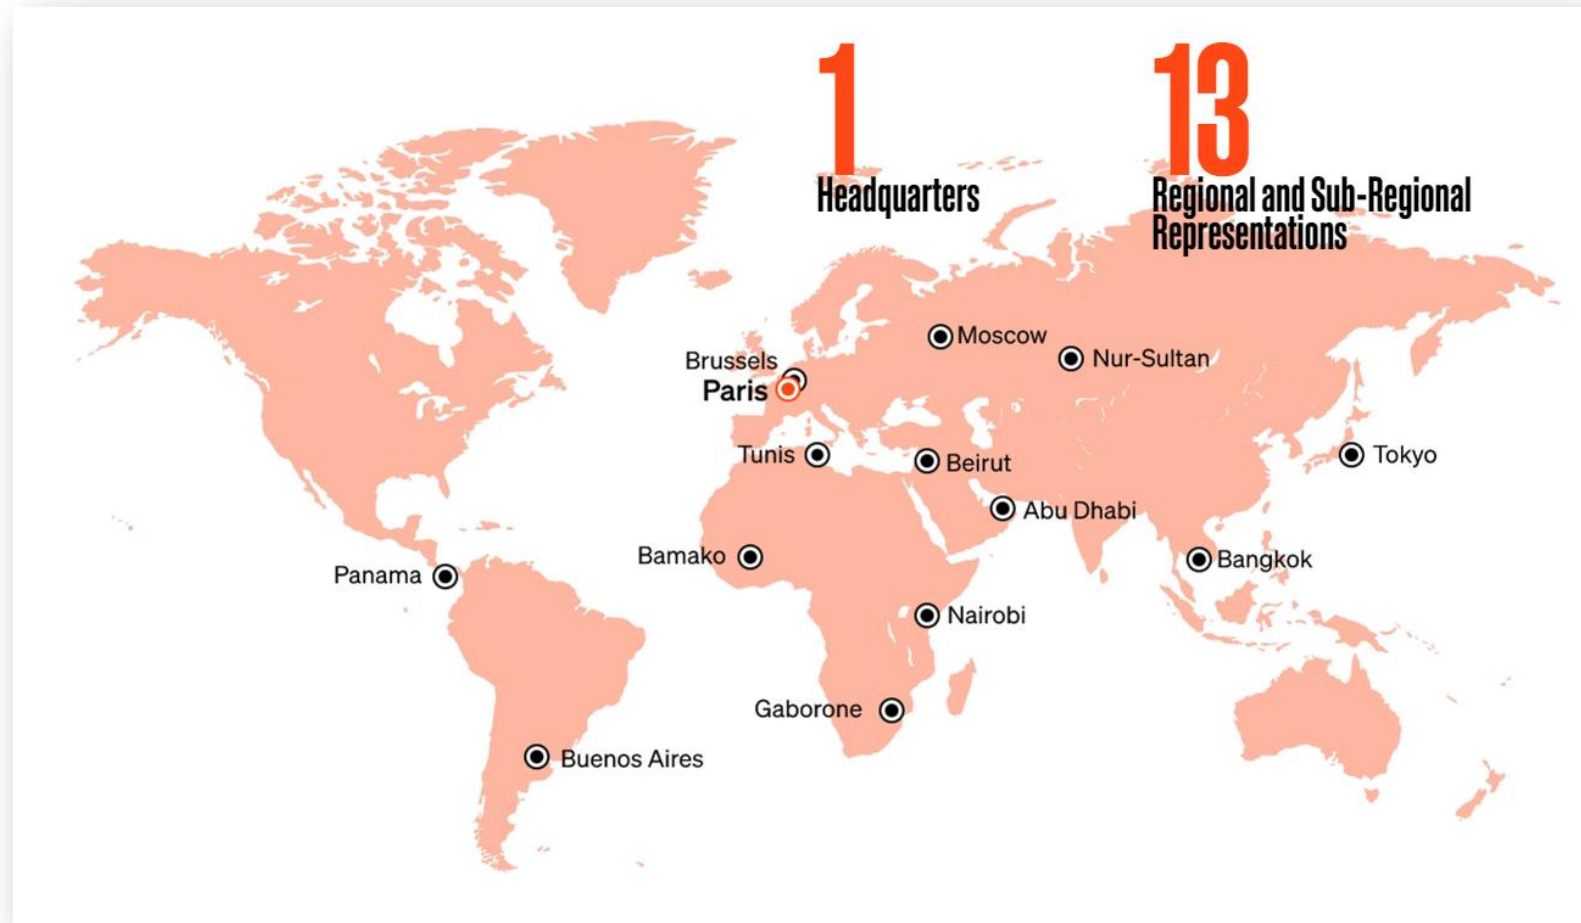 1
Headquarters
13
Regional and Sub-Regional
Representations
Moscow
Nur-Sultan
Brussels
Paris
Tunis
Beirut
Tokyo
Abu Dhabi
Bamako
Bangkok
Panama
Nairobi
Gaborone
Buenos Aires